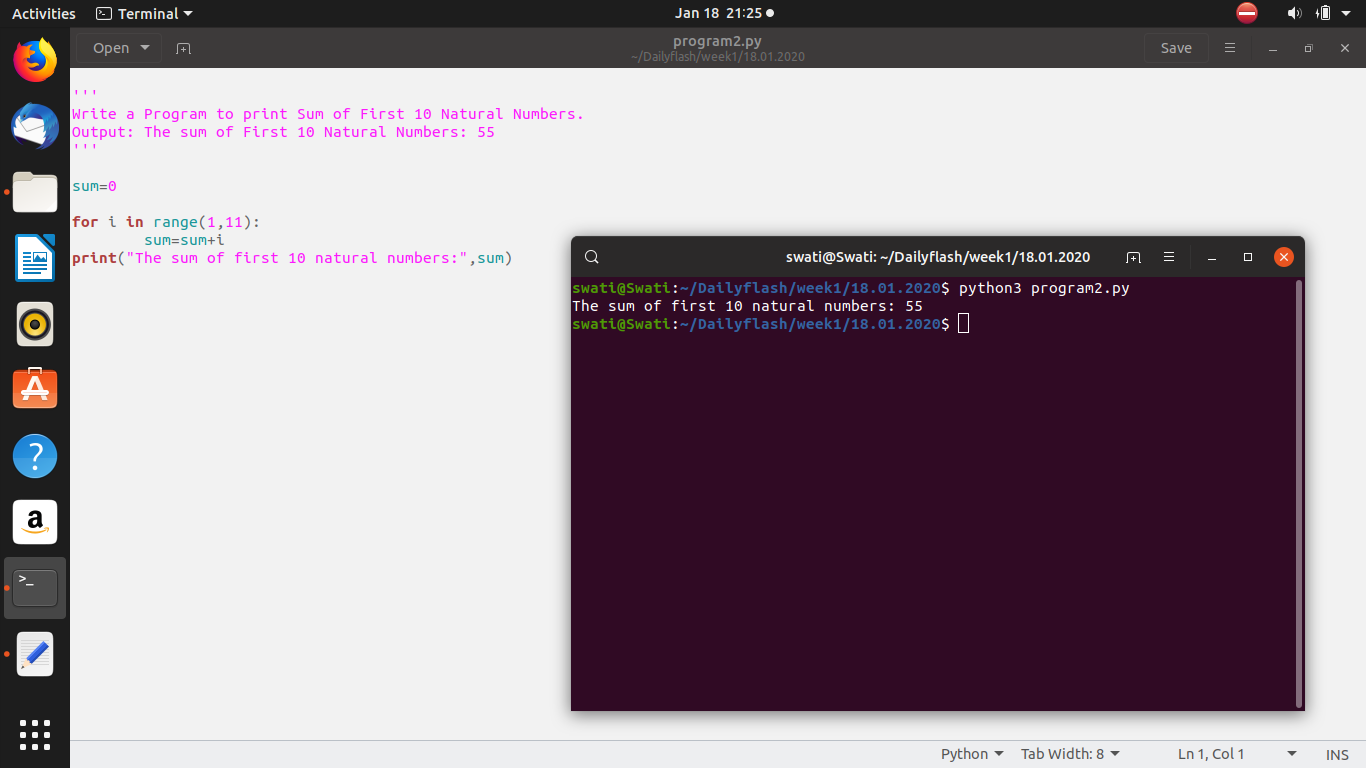 Activities Terminal Jan 18 21:25
Open program2.py Save
~/Dailyflash/week1/18.01.2020
'''
Write a Program to print Sum of First 10 Natural Numbers.
Output: The sum of First 10 Natural Numbers: 55
'''
sum=0
for i in range(1,11):
        sum=sum+i
print("The sum of first 10 natural numbers:",sum)
swati@Swati: ~/Dailyflash/week1/18.01.2020
swati@Swati:~/Dailyflash/week1/18.01.2020$ python3 program2.py
The sum of first 10 natural numbers: 55
swati@Swati:~/Dailyflash/week1/18.01.2020$
Python Tab Width: 8 Ln 1, Col 1 INS